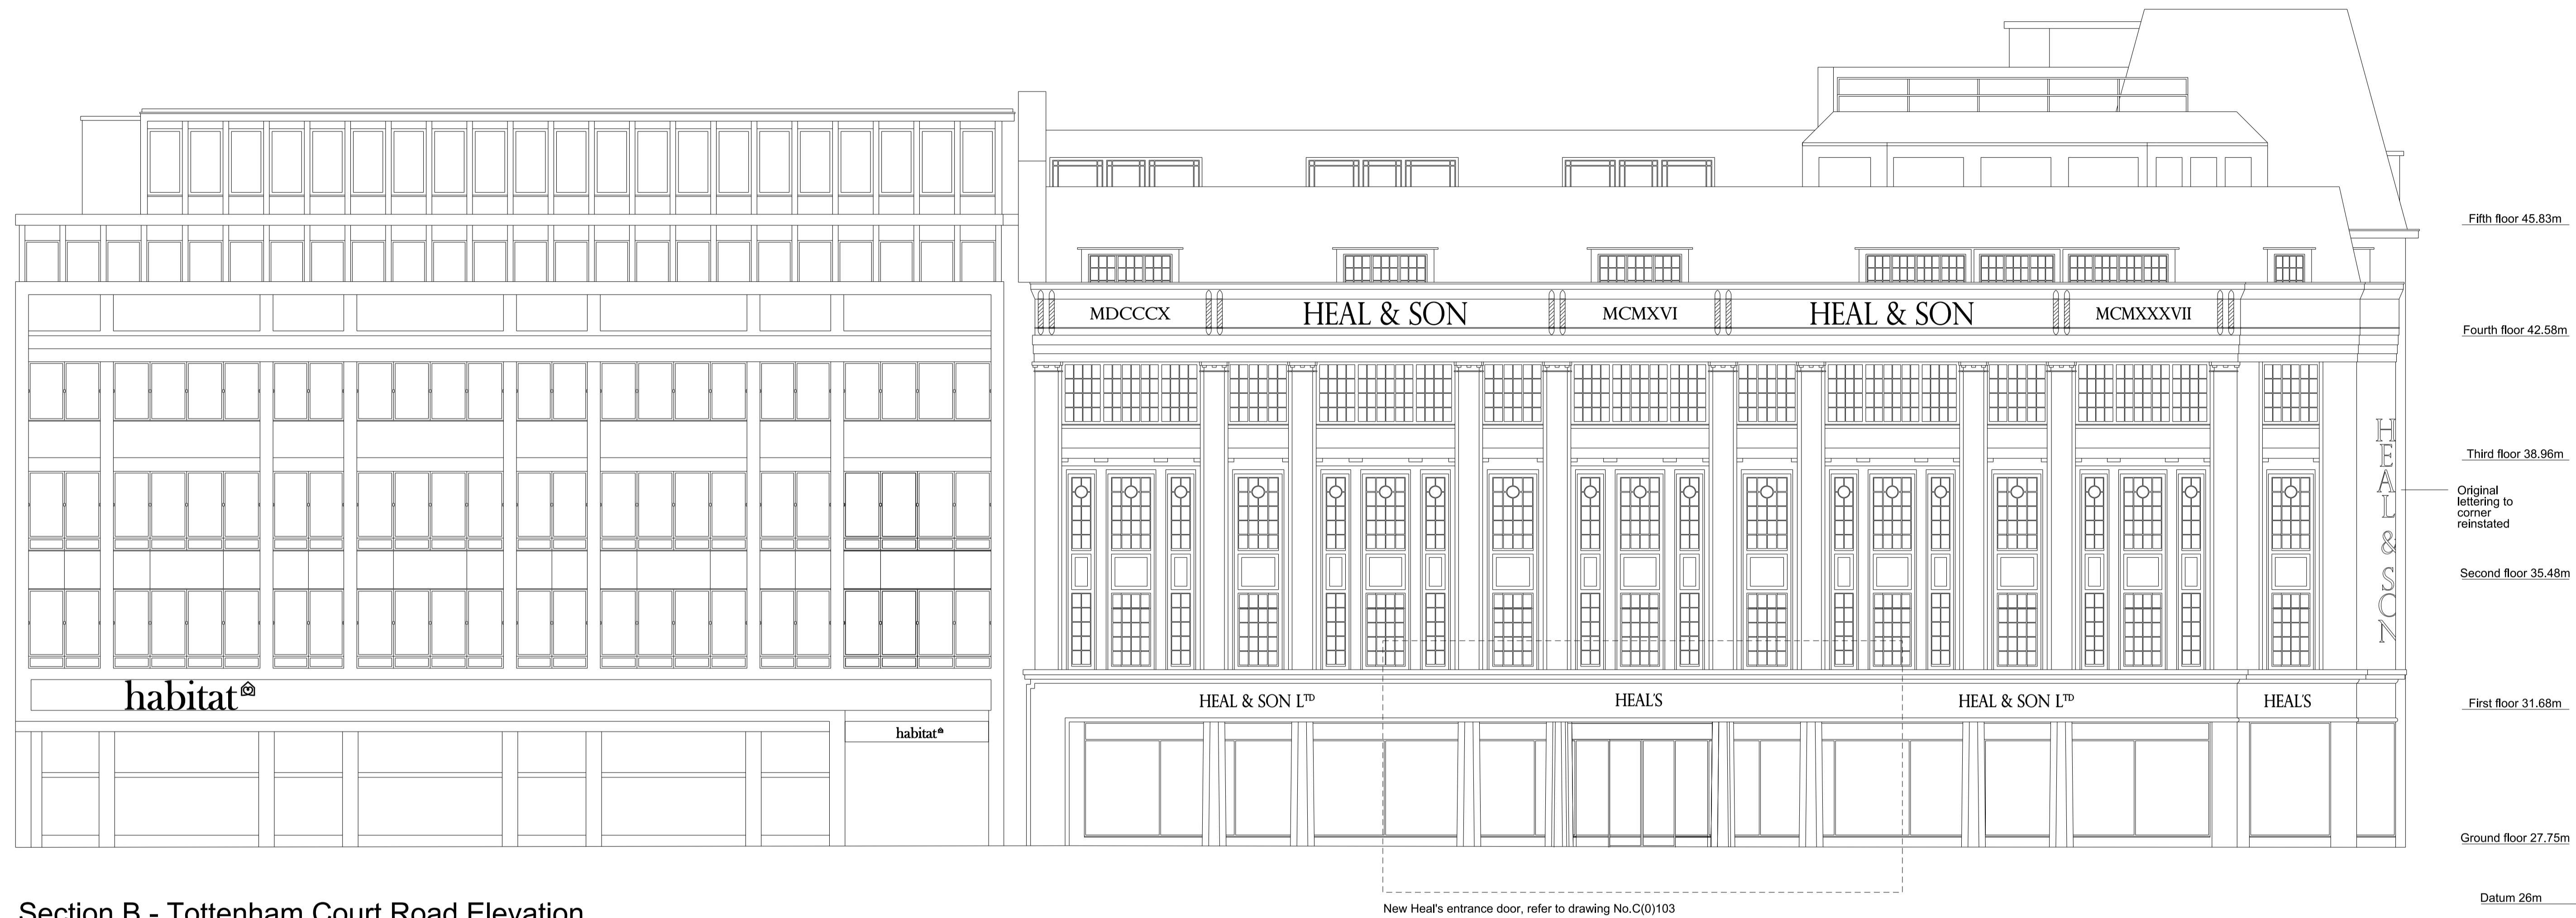 Fifth floor 45.83m
MDCCCX HEAL & SON MCMXVI HEAL & SON MCMXXXVII
Fourth floor 42.58m
Third floor 38.96m
HEAL & SON
Original
lettering to
corner
reinstated
Second floor 35.48m
habitat
HEAL & SON LTD HEAL'S HEAL & SON LTD HEAL'S
First floor 31.68m
habitat
Ground floor 27.75m
Datum 26m
New Heal's entrance door, refer to drawing No.C(0)103
Section B - Tottenham Court Road Elevation